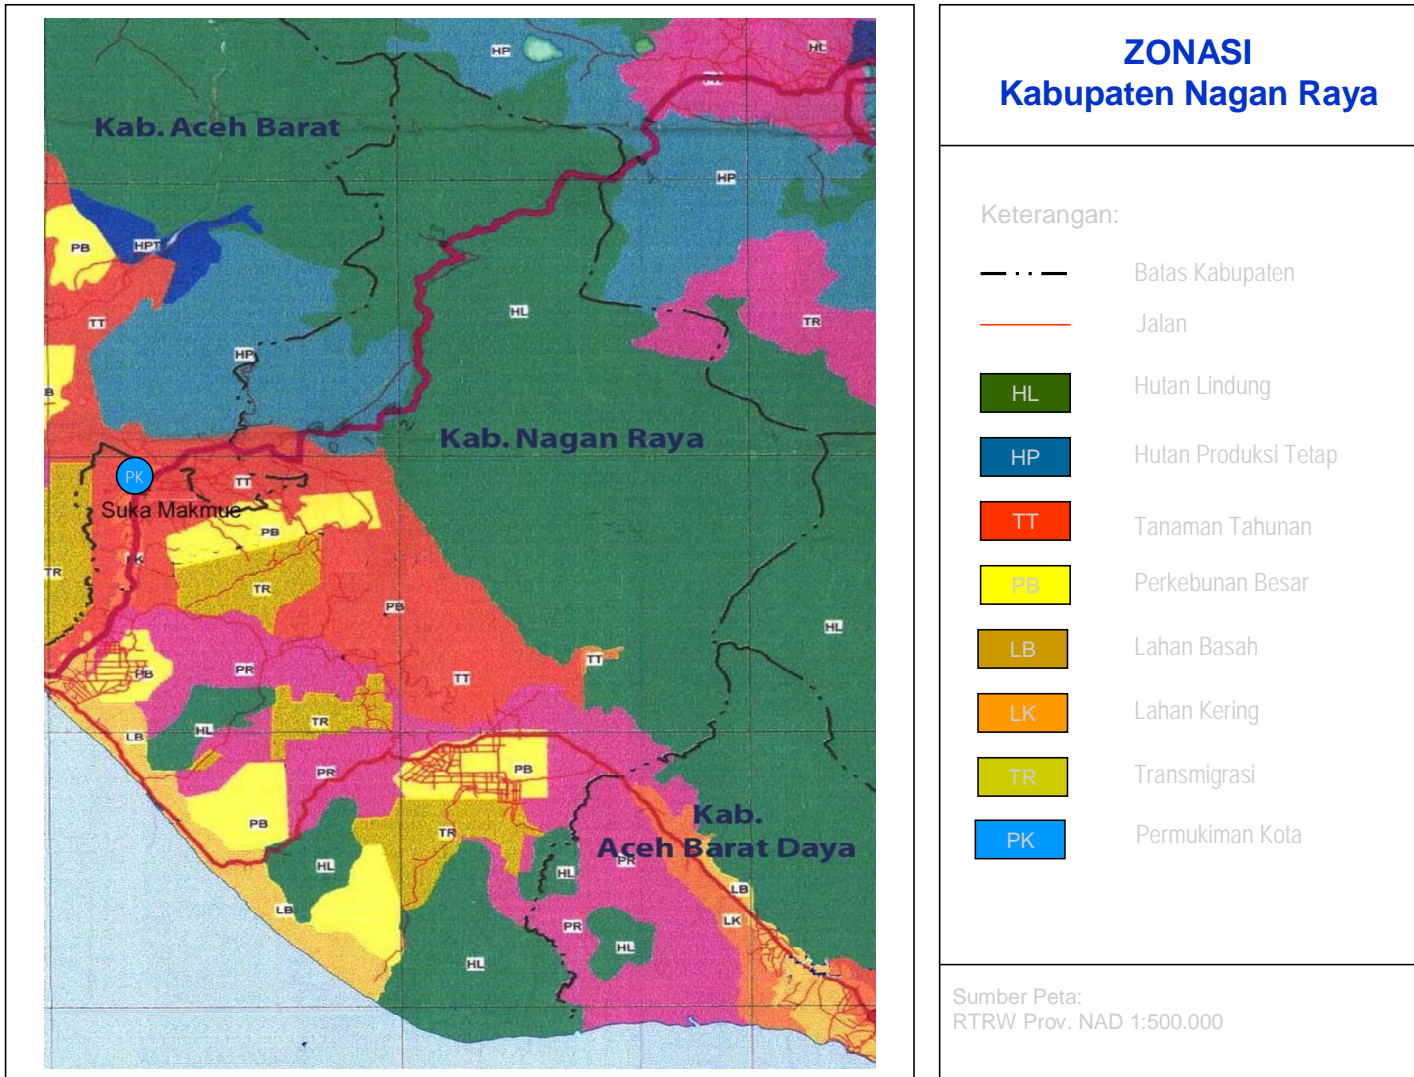 ZONASI
Kabupaten Nagan Raya
Keterangan:
Batas Kabupaten
Jalan
HL Hutan Lindung
HP Hutan Produksi Tetap
TT Tanaman Tahunan
PB Perkebunan Besar
LB Lahan Basah
LK Lahan Kering
TR Transmigrasi
PK Permukiman Kota
Sumber Peta:
RTRW Prov. NAD 1:500.000
HP
HL
Kab. Aceh Barat
HP
PB
HPT
HL
TT
TR
HP
Kab. Nagan Raya
PK
TT
Suka Makmue
PB
LK
TR
TR
PB
HL
TT
PR
PB
TT
TR
HL
LB
PR
PB
Kab.
Aceh Barat Daya
PB
TR
PR
HL
HL
LB
LB
LK
PR
HL
HL